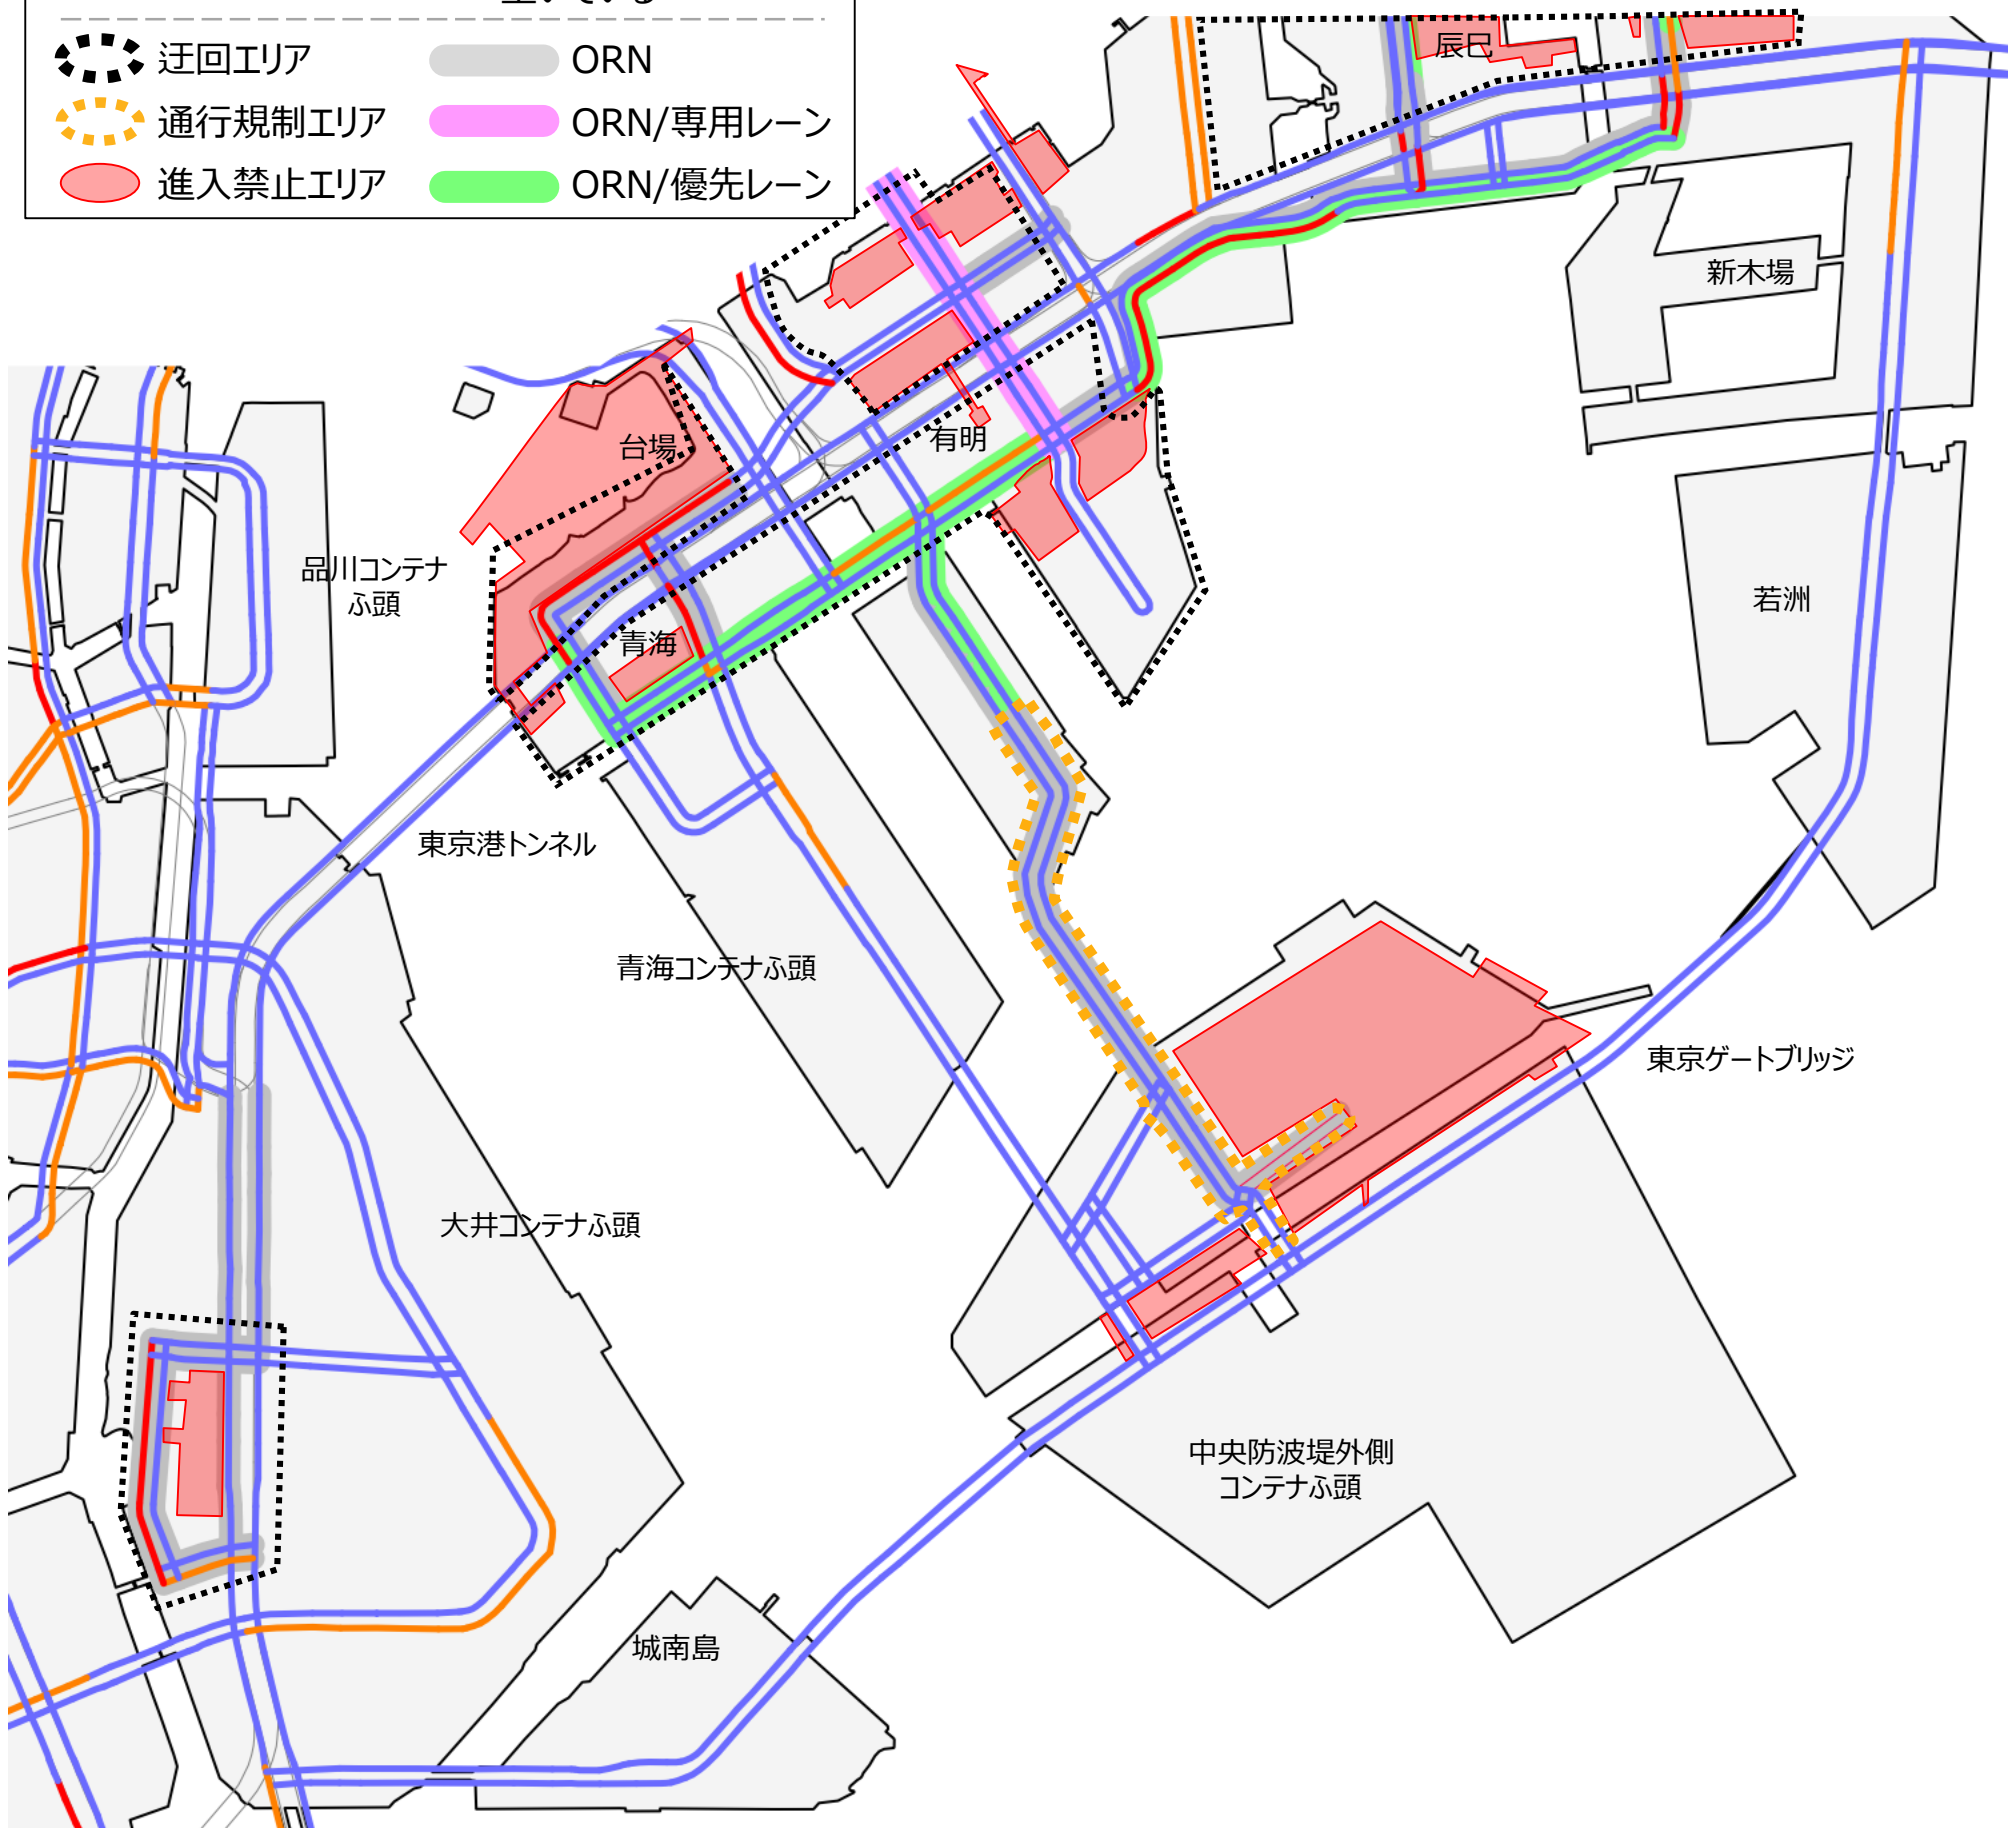 空いている
迂回エリア
ORN
通行規制エリア
ORN/専用レーン
進入禁止エリア
ORN/優先レーン
辰巳
新木場
台場
有明
品川コンテナ
ふ頭
青海
若洲
東京港トンネル
青海コンテナふ頭
東京ゲートブリッジ
大井コンテナふ頭
中央防波堤外側
コンテナふ頭
城南島